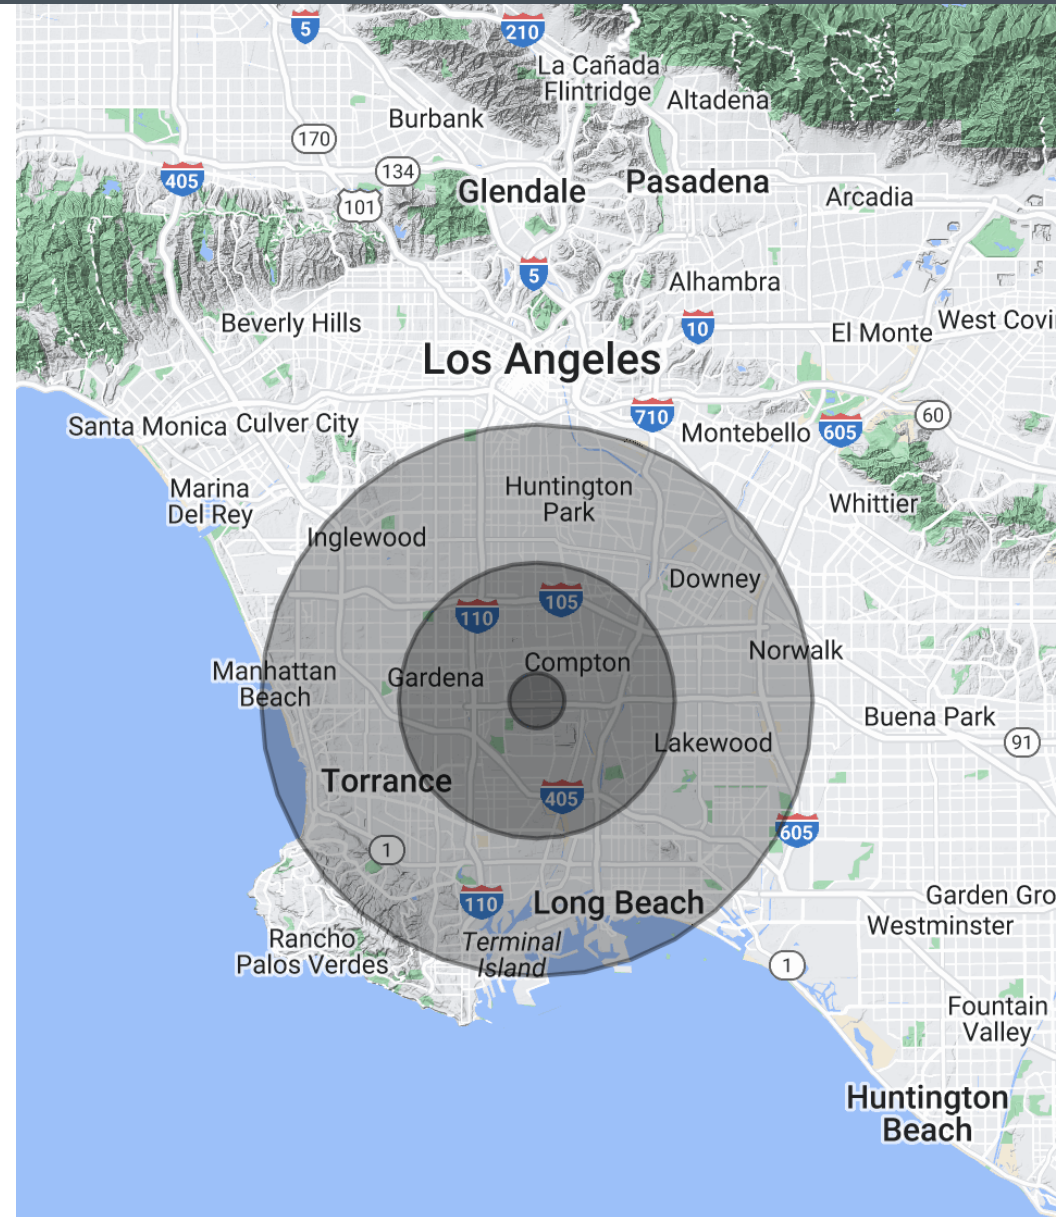 5
210
La Cañada
Flintridge
Altadena
Burbank
170
134
405
101
Glendale
Pasadena
Arcadia
5
Alhambra
Beverly Hills
10
El Monte
West Covi
Los Angeles
710
60
Santa Monica
Culver City
Montebello
605
Marina
Del Rey
Huntington
Park
Whittier
Inglewood
Downey
105
110
Norwalk
Manhattan
Beach
Gardena
Compton
Buena Park
Lakewood
91
Torrance
405
605
1
110
Long Beach
Garden Gro
Westminster
Rancho
Palos Verdes
Terminal
Island
1
Fountain
Valley
Huntington
Beach